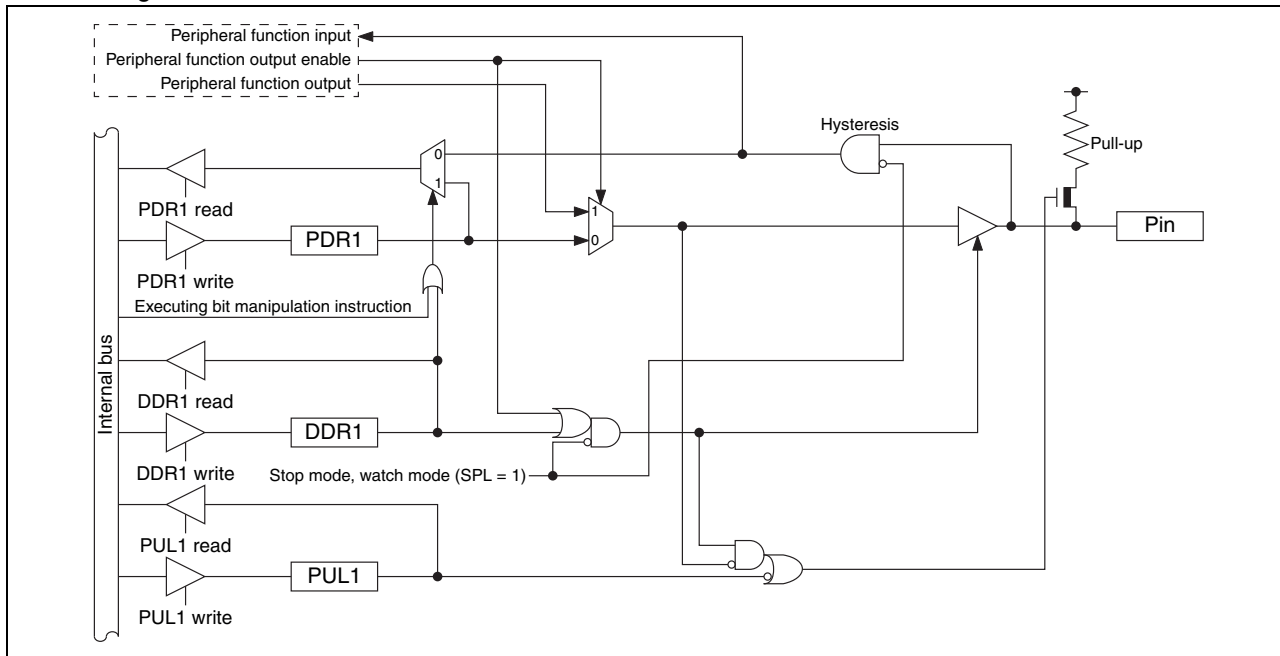 Peripheral function input
Peripheral function output enable
Peripheral function output
Hysteresis
Pull-up
0
1
PDR1 read
1
PDR1
0
Pin
PDR1 write
Executing bit manipulation instruction
Internal bus
DDR1 read
DDR1
DDR1 write
Stop mode, watch mode (SPL = 1)
PUL1 read
PUL1
PUL1 write